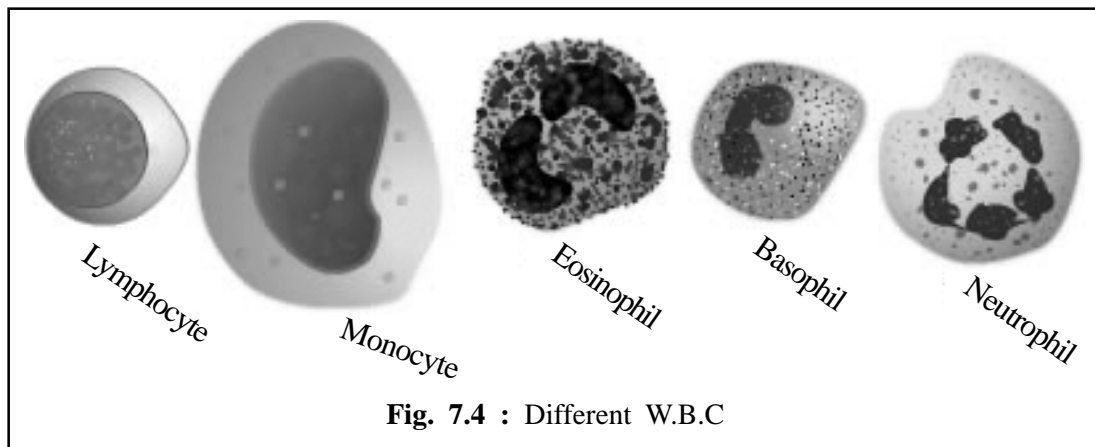 Lymphocyte
Monocyte
Eosinophil
Basophil
Neutrophil
Fig. 7.4 : Different W.B.C